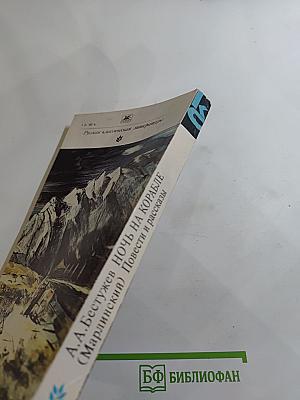 Русская классическая литература
А.А.Бестужев НОЧЬ НА КОРАБЛЕ
(Марлинский) Повести и рассказы
БФ БИБЛИОФАН